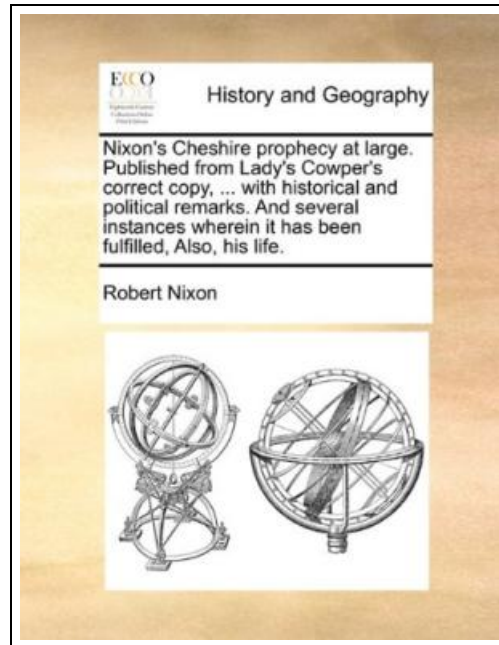 ECCO
History and Geography
Nixon's Cheshire prophecy at large.
Published from Lady's Cowper's
correct copy, ... with historical and
political remarks. And several
instances wherein it has been
fulfilled, Also, his life.
Robert Nixon